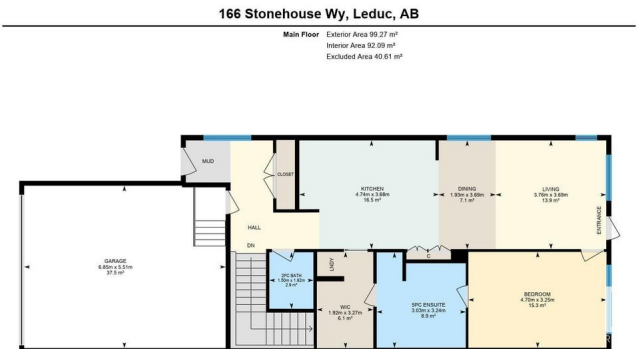 166 Stonehouse Wy, Leduc, AB
Main Floor Exterior Area 99.27 m²
Interior Area 92.09 m²
Excluded Area 40.61 m²
MUD
CLOSET
KITCHEN
4.74m x 3.68m
16.5 m²
DINING
1.93m x 3.69m
7.1 m²
LIVING
3.76m x 3.69m
13.9 m²
ENTRANCE
HALL
DN
GARAGE
6.85m x 5.51m
37.5 m²
2PC BATH
1.50m x 1.92m
2.9 m²
LNDY
WIC
1.92m x 3.27m
6.1 m²
C
5PC ENSUITE
3.03m x 3.24m
8.9 m²
BEDROOM
4.70m x 3.25m
15.3 m²